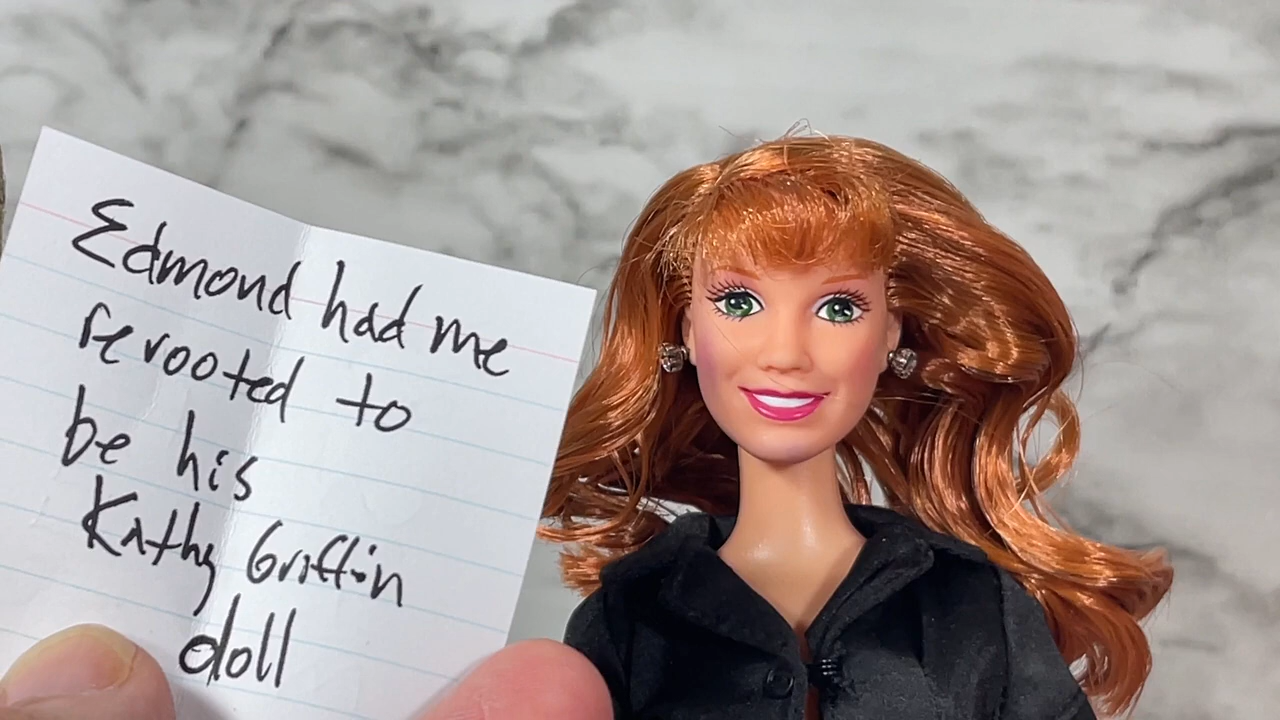 Edmond had me
rerooted to
be his
Kathy Griffin
doll